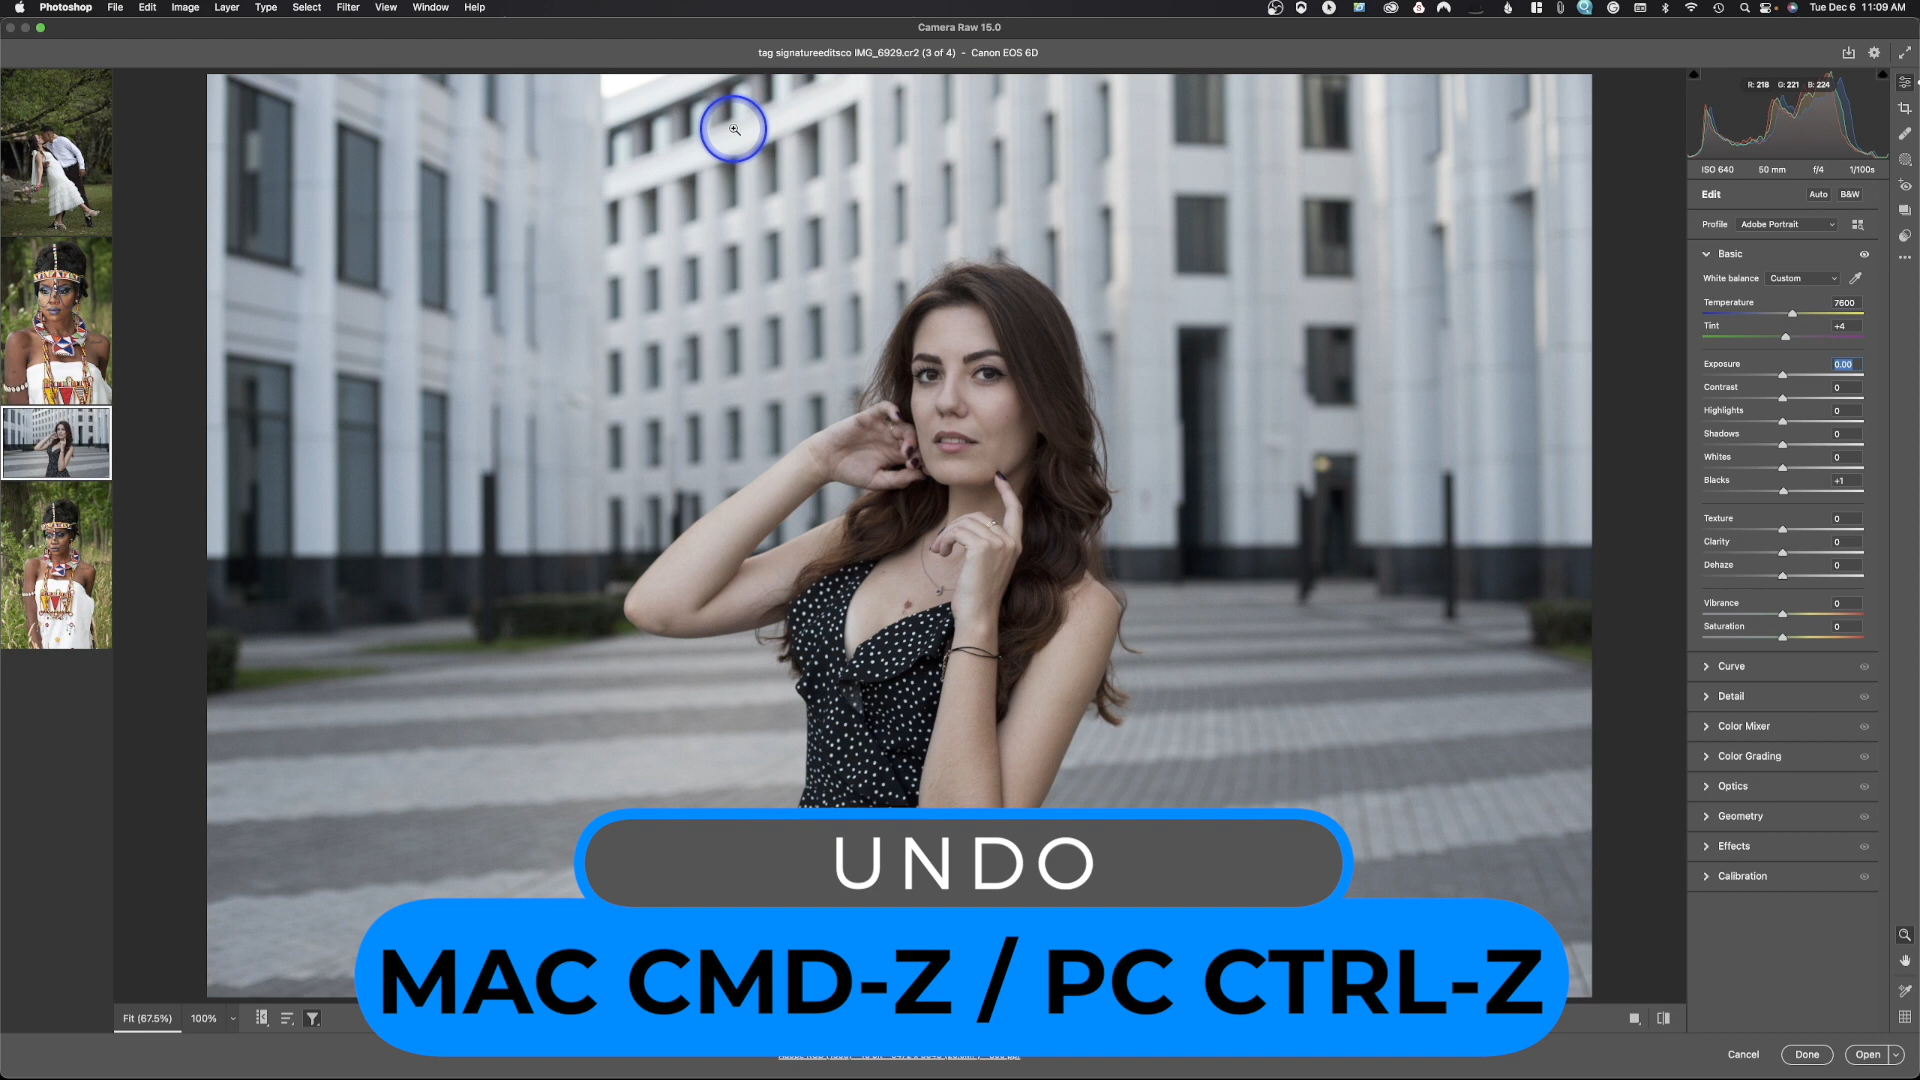 Photoshop File Edit Image Layer Type Select Filter View Window Help Tue Dec 6 11:09 AM
Camera Raw 15.0
tag signatureeditsco IMG_6929.cr2 (3 of 4) - Canon EOS 6D
R: 218 G: 221 B: 224
ISO 640 50 mm f/4 1/100s
Edit Auto B&W
Profile Adobe Portrait
Basic
White balance Custom
Temperature 7600
Tint +4
Exposure 0.00
Contrast 0
Highlights 0
Shadows 0
Whites 0
Blacks +1
Texture 0
Clarity 0
Dehaze 0
Vibrance 0
Saturation 0
Curve
Detail
Color Mixer
Color Grading
Optics
Geometry
Effects
Calibration
UNDO
MAC CMD-Z / PC CTRL-Z
Fit (67.5%) 100%
Cancel Done Open